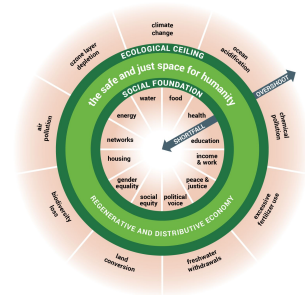 climate
change
ozone layer
depletion
ocean
acidification
ECOLOGICAL CEILING
the safe and just space for humanity
OVERSHOOT
SOCIAL FOUNDATION
water
food
energy
health
air
pollution
chemical
pollution
SHORTFALL
networks
education
housing
income
& work
gender
equality
peace &
justice
social
equity
political
voice
biodiversity
loss
excessive
fertilizer use
REGENERATIVE AND DISTRIBUTIVE ECONOMY
land
conversion
freshwater
withdrawals